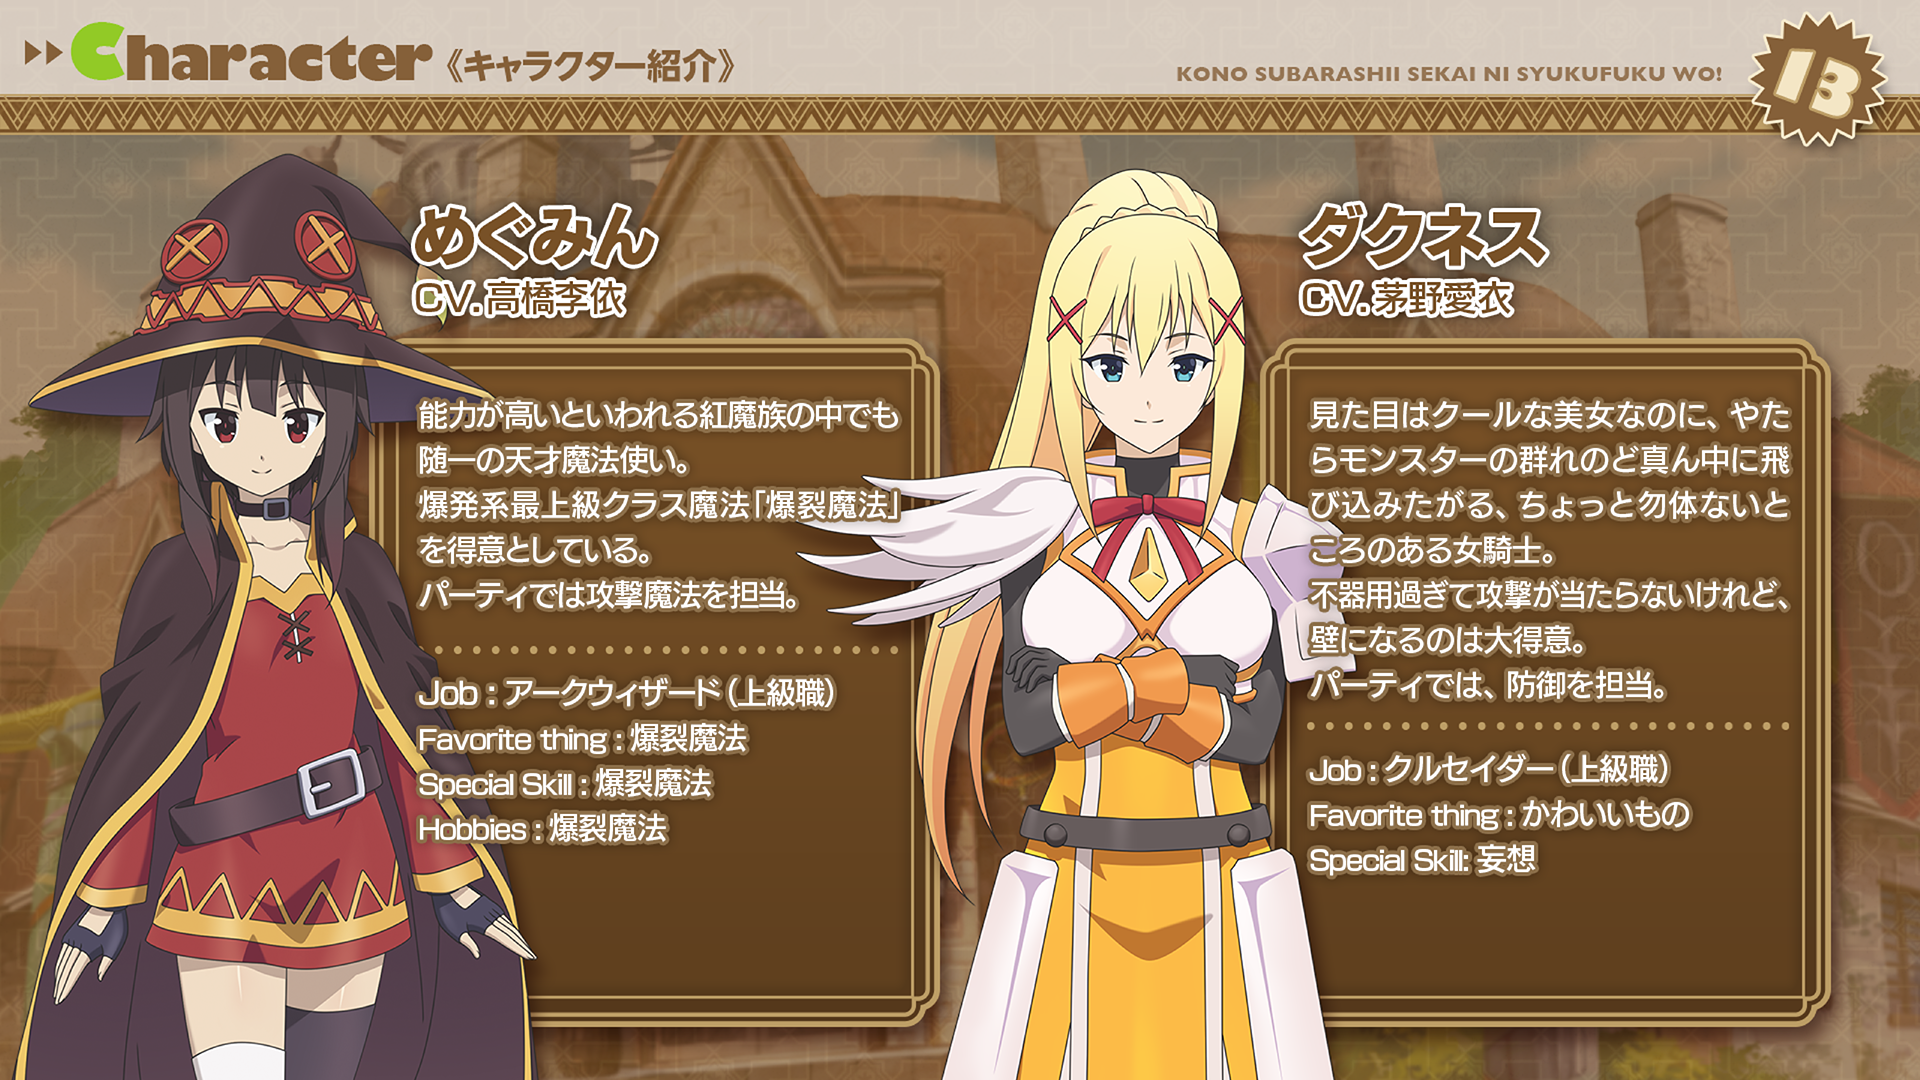 Character《キャラクター紹介》
KONO SUBARASHII SEKAI NI SYUKUFUKU WO!
13
めぐみん
CV.高橋李依
能力が高いといわれる紅魔族の中でも
随一の天才魔法使い。
爆発系最上級クラス魔法「爆裂魔法」
を得意としている。
パーティでは攻撃魔法を担当。
Job : アークウィザード(上級職)
Favorite thing : 爆裂魔法
Special Skill : 爆裂魔法
Hobbies : 爆裂魔法
ダクネス
CV.茅野愛衣
見た目はクールな美女なのに、やた
らモンスターの群れのど真ん中に飛
び込みたがる、ちょっと勿体ないと
ころのある女騎士。
不器用過ぎて攻撃が当たらないけれど、
壁になるのは大得意。
パーティでは、防御を担当。
Job : クルセイダー(上級職)
Favorite thing : かわいいもの
Special Skill: 妄想